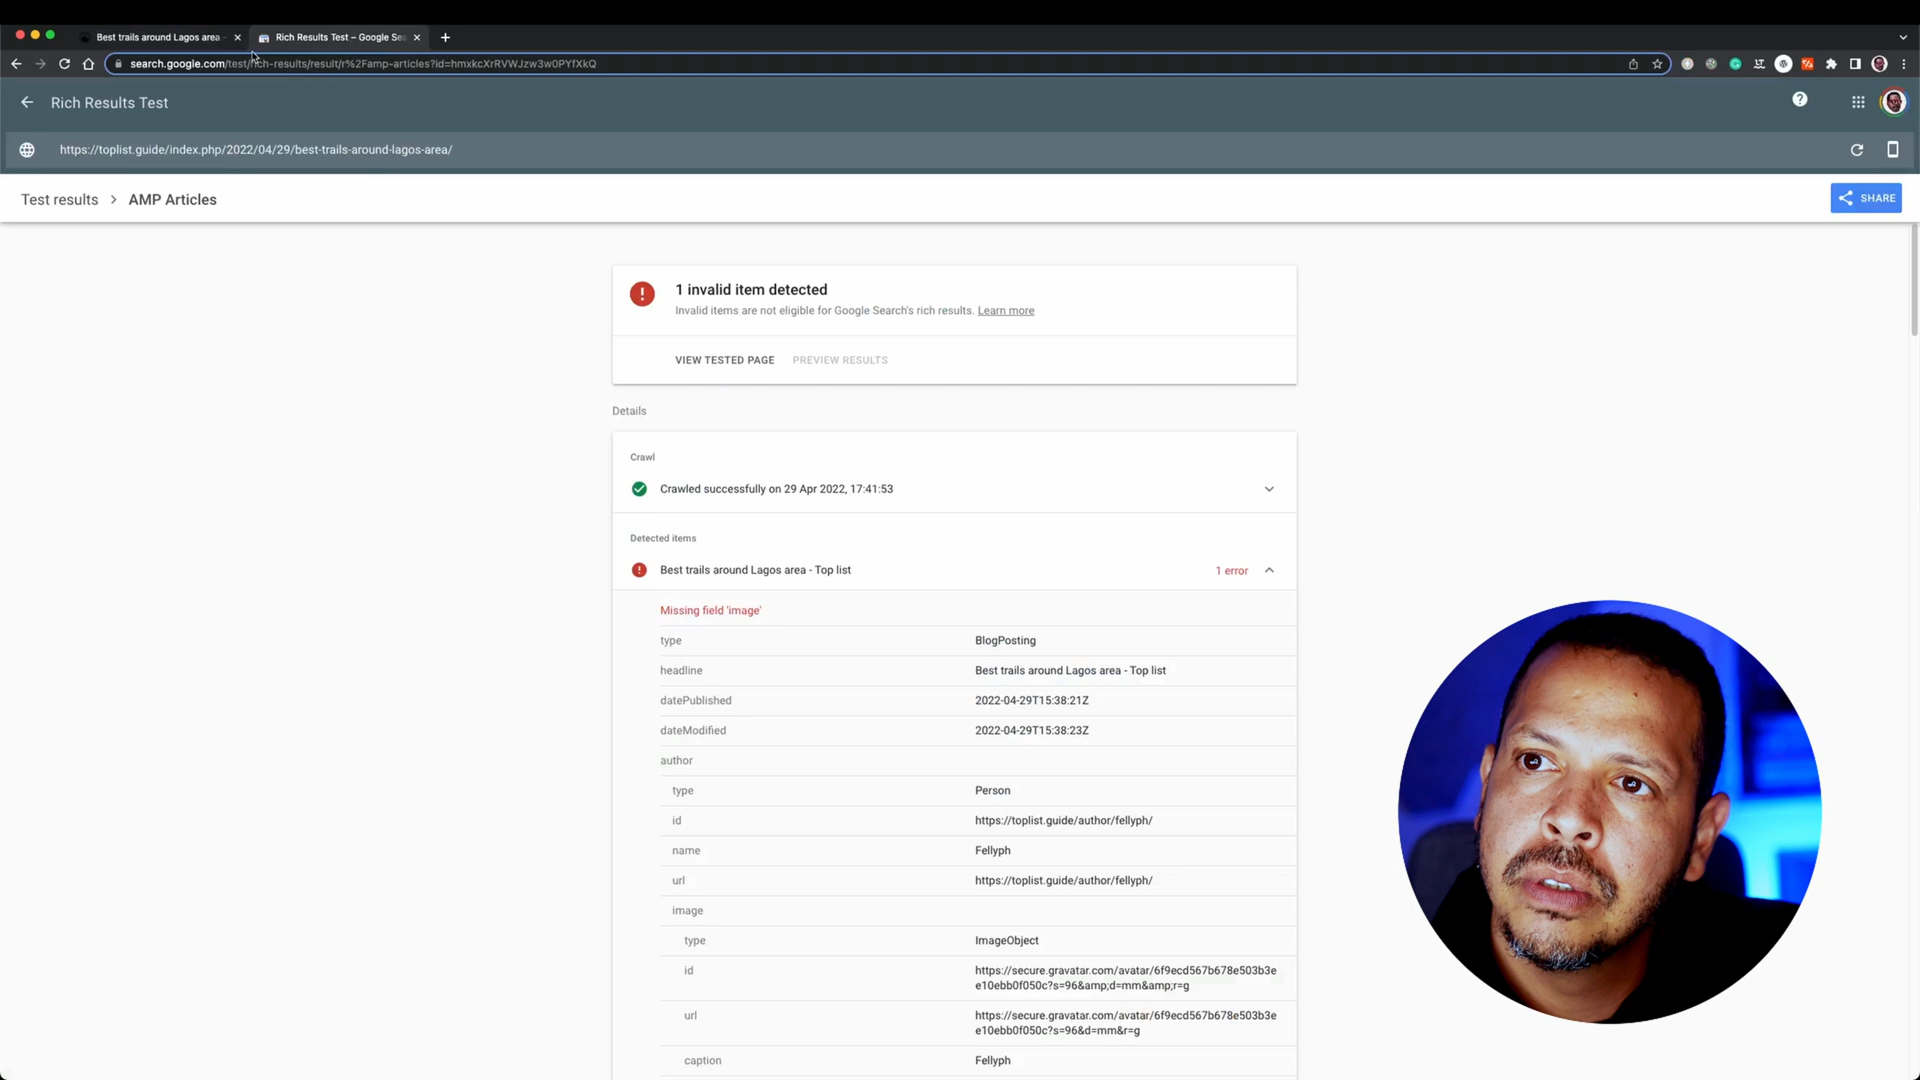 Best trails around Lagos area -
Rich Results Test – Google Sea
search.google.com/test/rich-results/result/r%2Famp-articles?id=hmxkcXrRVWJzw3w0PYfXkQ
Rich Results Test
https://toplist.guide/index.php/2022/04/29/best-trails-around-lagos-area/
Test results > AMP Articles
SHARE
1 invalid item detected
Invalid items are not eligible for Google Search's rich results. Learn more
VIEW TESTED PAGE PREVIEW RESULTS
Details
Crawl
Crawled successfully on 29 Apr 2022, 17:41:53
Detected items
Best trails around Lagos area - Top list 1 error
Missing field 'image'
type BlogPosting
headline Best trails around Lagos area - Top list
datePublished 2022-04-29T15:38:21Z
dateModified 2022-04-29T15:38:23Z
author
type Person
id https://toplist.guide/author/fellyph/
name Fellyph
url https://toplist.guide/author/fellyph/
image
type ImageObject
id https://secure.gravatar.com/avatar/6f9ecd567b678e503b3e
e10ebb0f050c?s=96&amp;d=mm&amp;r=g
url https://secure.gravatar.com/avatar/6f9ecd567b678e503b3e
e10ebb0f050c?s=96&d=mm&r=g
caption Fellyph